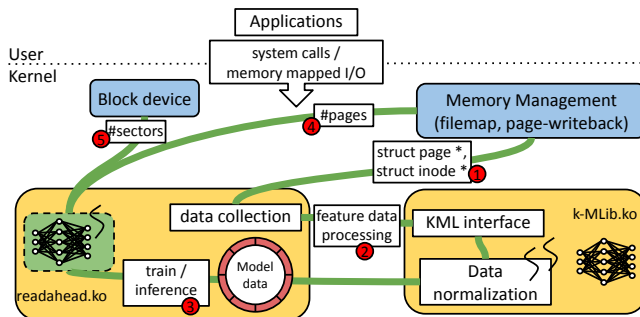 Applications
User
Kernel
system calls /
memory mapped I/O
Block device
5
#sectors
#pages
4
Memory Management
(filemap, page-writeback)
struct page *,
struct inode *
1
data collection
feature data
processing
2
KML interface
k-MLib.ko
readahead.ko
train /
inference
3
Model
data
Data
normalization